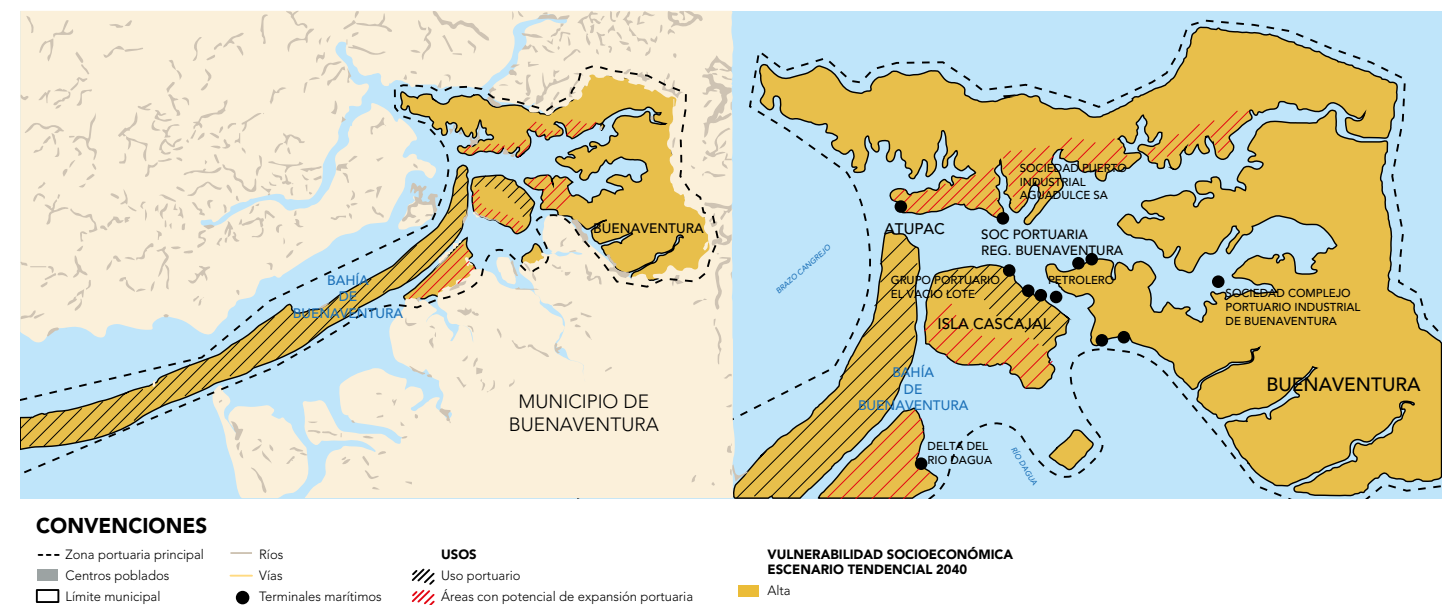 BUENAVENTURA
BAHÍA
DE
BUENAVENTURA
MUNICIPIO DE
BUENAVENTURA
SOCIEDAD PUERTO
INDUSTRIAL
AGUADULCE SA
ATUPAC
SOC PORTUARIA
REG. BUENAVENTURA
BRAZO CANGREJO
GRUPO PORTUARIO
EL VACIO LOTE
PETROLERO
SOCIEDAD COMPLEJO
PORTUARIO INDUSTRIAL
DE BUENAVENTURA
ISLA CASCAJAL
BAHÍA
DE
BUENAVENTURA
BUENAVENTURA
DELTA DEL
RIO DAGUA
RÍO DAGUA
CONVENCIONES
Zona portuaria principal
Centros poblados
Límite municipal
Ríos
Vías
Terminales marítimos
USOS
Uso portuario
Áreas con potencial de expansión portuaria
VULNERABILIDAD SOCIOECONÓMICA
ESCENARIO TENDENCIAL 2040
Alta